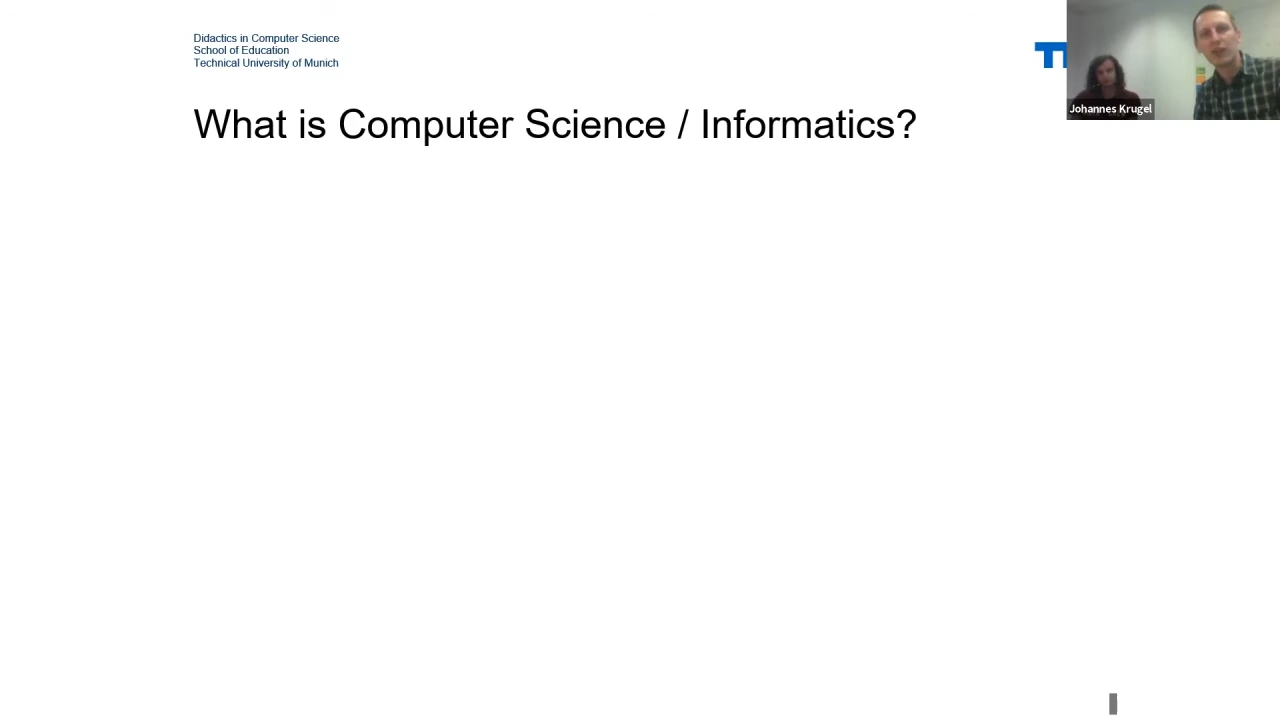 Didactics in Computer Science
School of Education
Technical University of Munich
What is Computer Science / Informatics?
Johannes Krugel